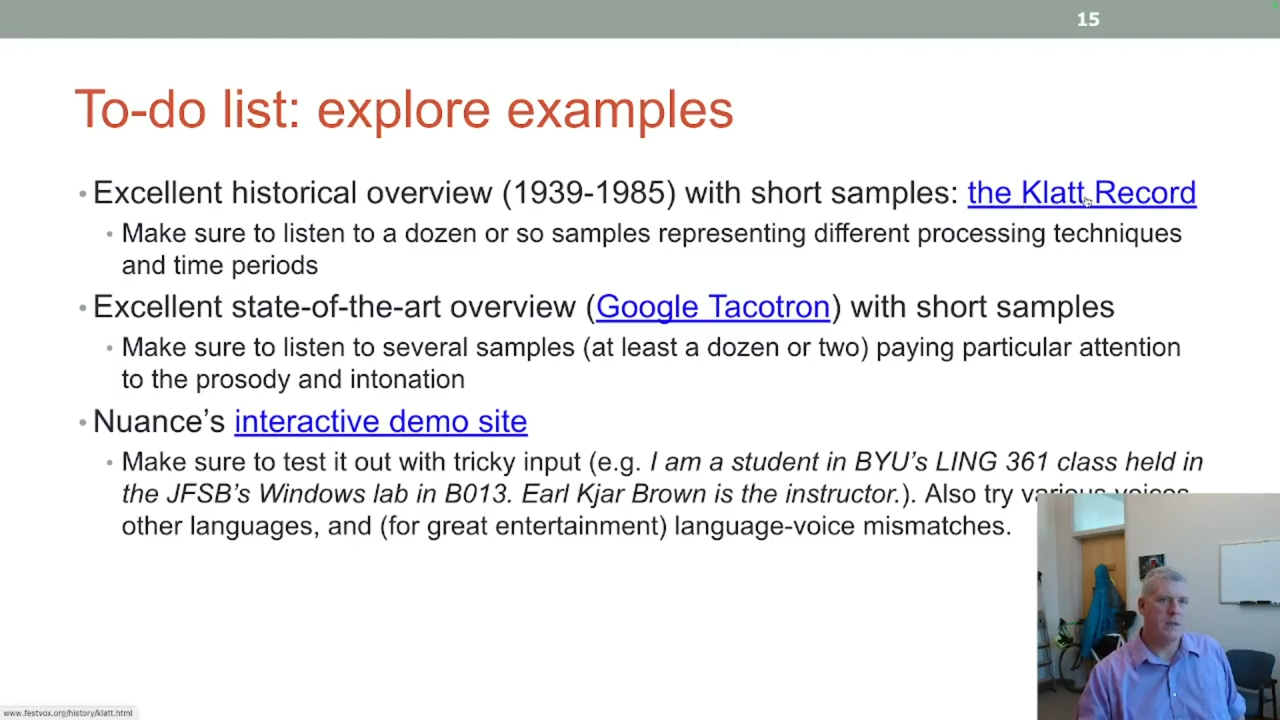 15
To-do list: explore examples
• Excellent historical overview (1939-1985) with short samples: the Klatt Record
• Make sure to listen to a dozen or so samples representing different processing techniques
and time periods
• Excellent state-of-the-art overview (Google Tacotron) with short samples
• Make sure to listen to several samples (at least a dozen or two) paying particular attention
to the prosody and intonation
• Nuance’s interactive demo site
• Make sure to test it out with tricky input (e.g. I am a student in BYU’s LING 361 class held in
the JFSB’s Windows lab in B013. Earl Kjar Brown is the instructor.). Also try various voices,
other languages, and (for great entertainment) language-voice mismatches.
www.festvox.org/history/klatt.html